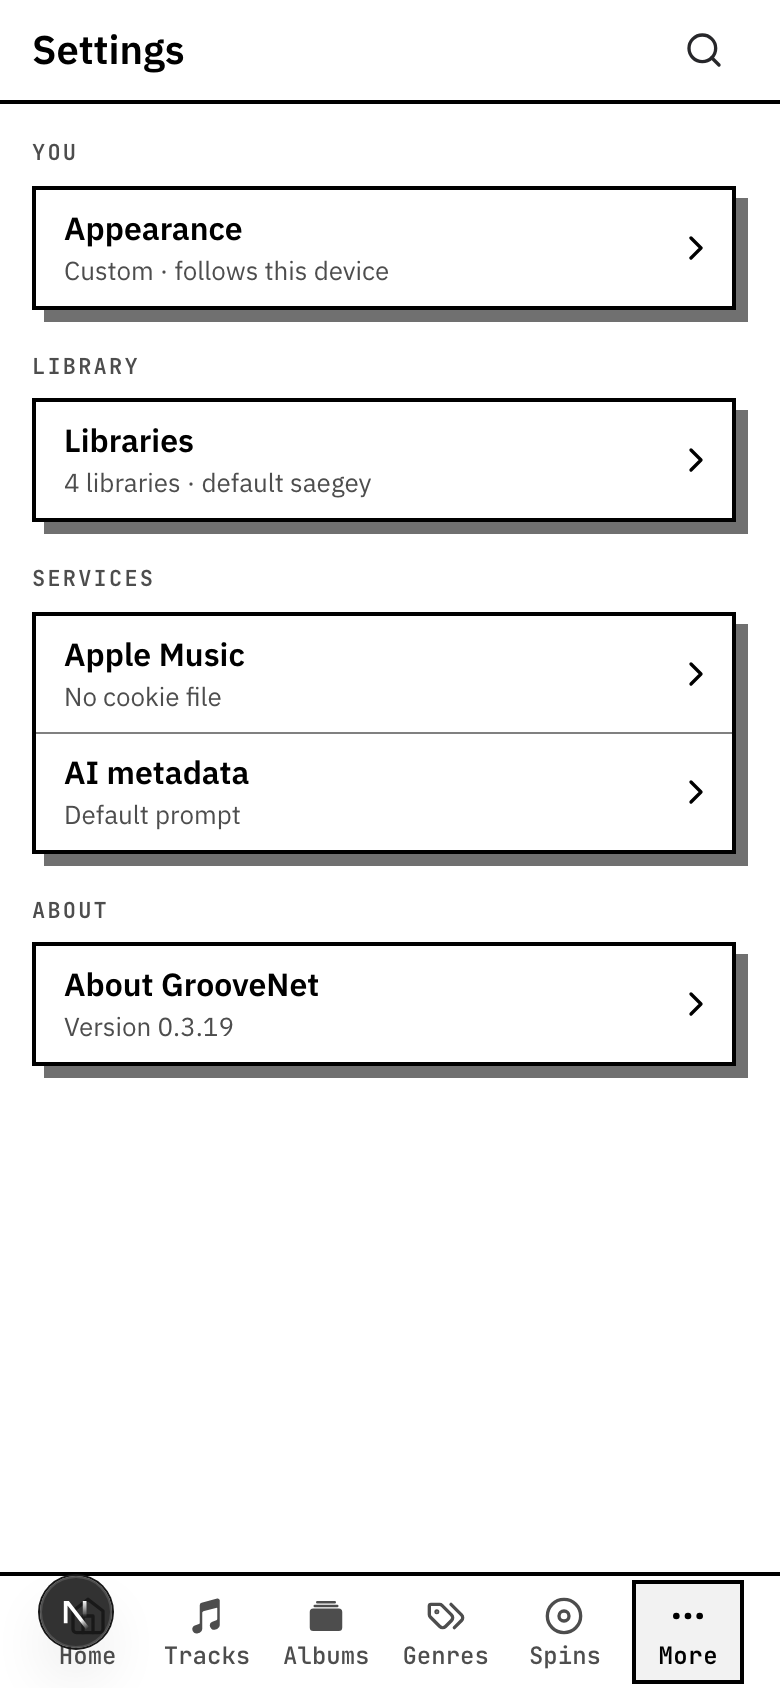 Settings
YOU
Appearance
Custom · follows this device
LIBRARY
Libraries
4 libraries · default saegey
SERVICES
Apple Music
No cookie file
AI metadata
Default prompt
ABOUT
About GrooveNet
Version 0.3.19
N
Home Tracks Albums Genres Spins More